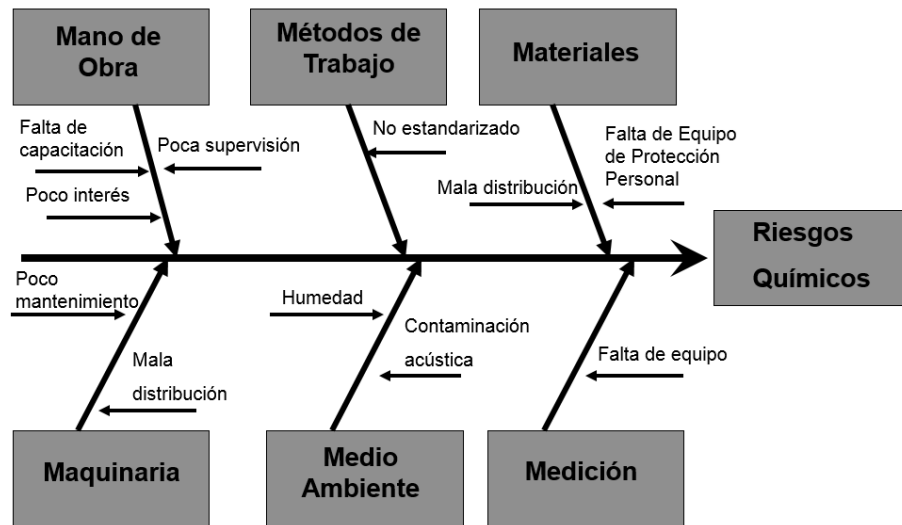 Mano de
Obra
Métodos de
Trabajo
Materiales
Falta de
capacitación
Poca supervisión
Poco interés
No estandarizado
Mala distribución
Falta de Equipo
de Protección
Personal
Riesgos
Químicos
Poco
mantenimiento
Mala
distribución
Humedad
Contaminación
acústica
Falta de equipo
Maquinaria
Medio
Ambiente
Medición